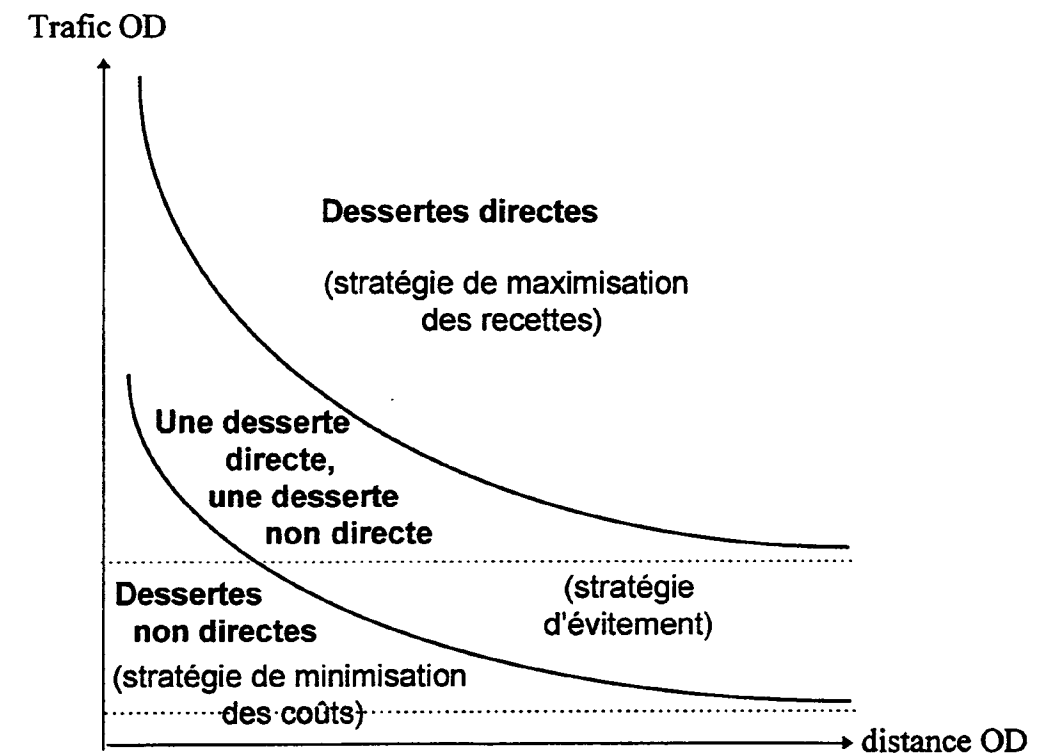 Trafic OD
Dessertes directes
(stratégie de maximisation
des recettes)
Une desserte
directe,
une desserte
non directe
(stratégie
d'évitement)
Dessertes
non directes
(stratégie de minimisation
des coûts)
distance OD